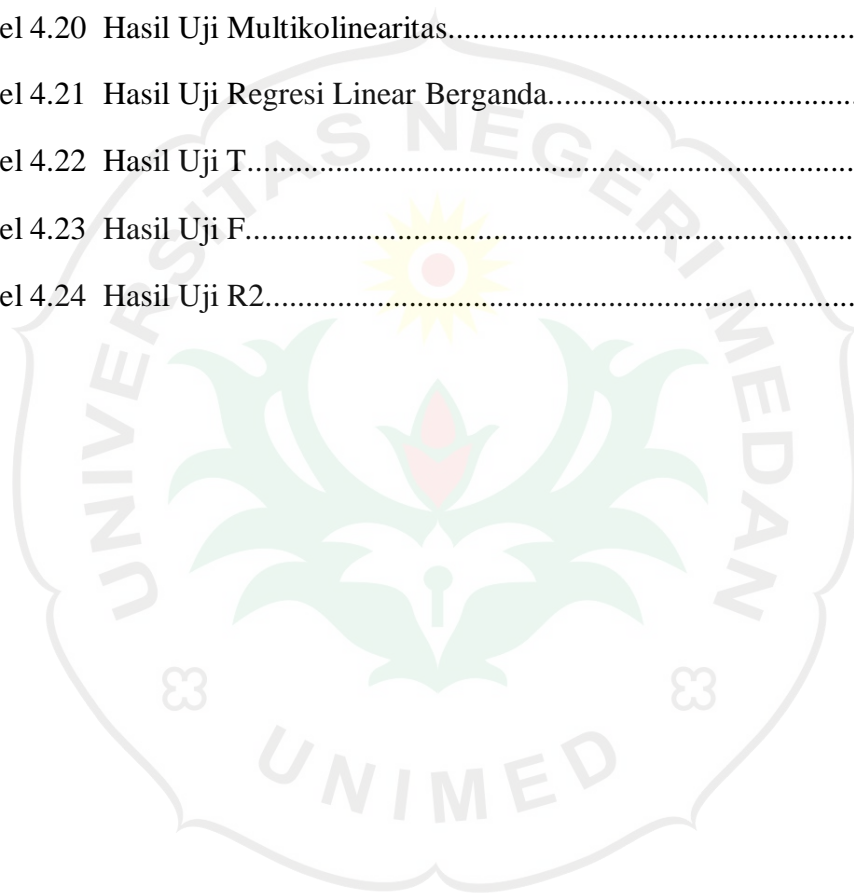 el 4.20 Hasil Uji Multikolinearitas.......................................................
el 4.21 Hasil Uji Regresi Linear Berganda.........................................
el 4.22 Hasil Uji T...............................................................................
el 4.23 Hasil Uji F...............................................................................
el 4.24 Hasil Uji R2.............................................................................
UNIVERSITAS NEGERI MEDAN
UNIMED